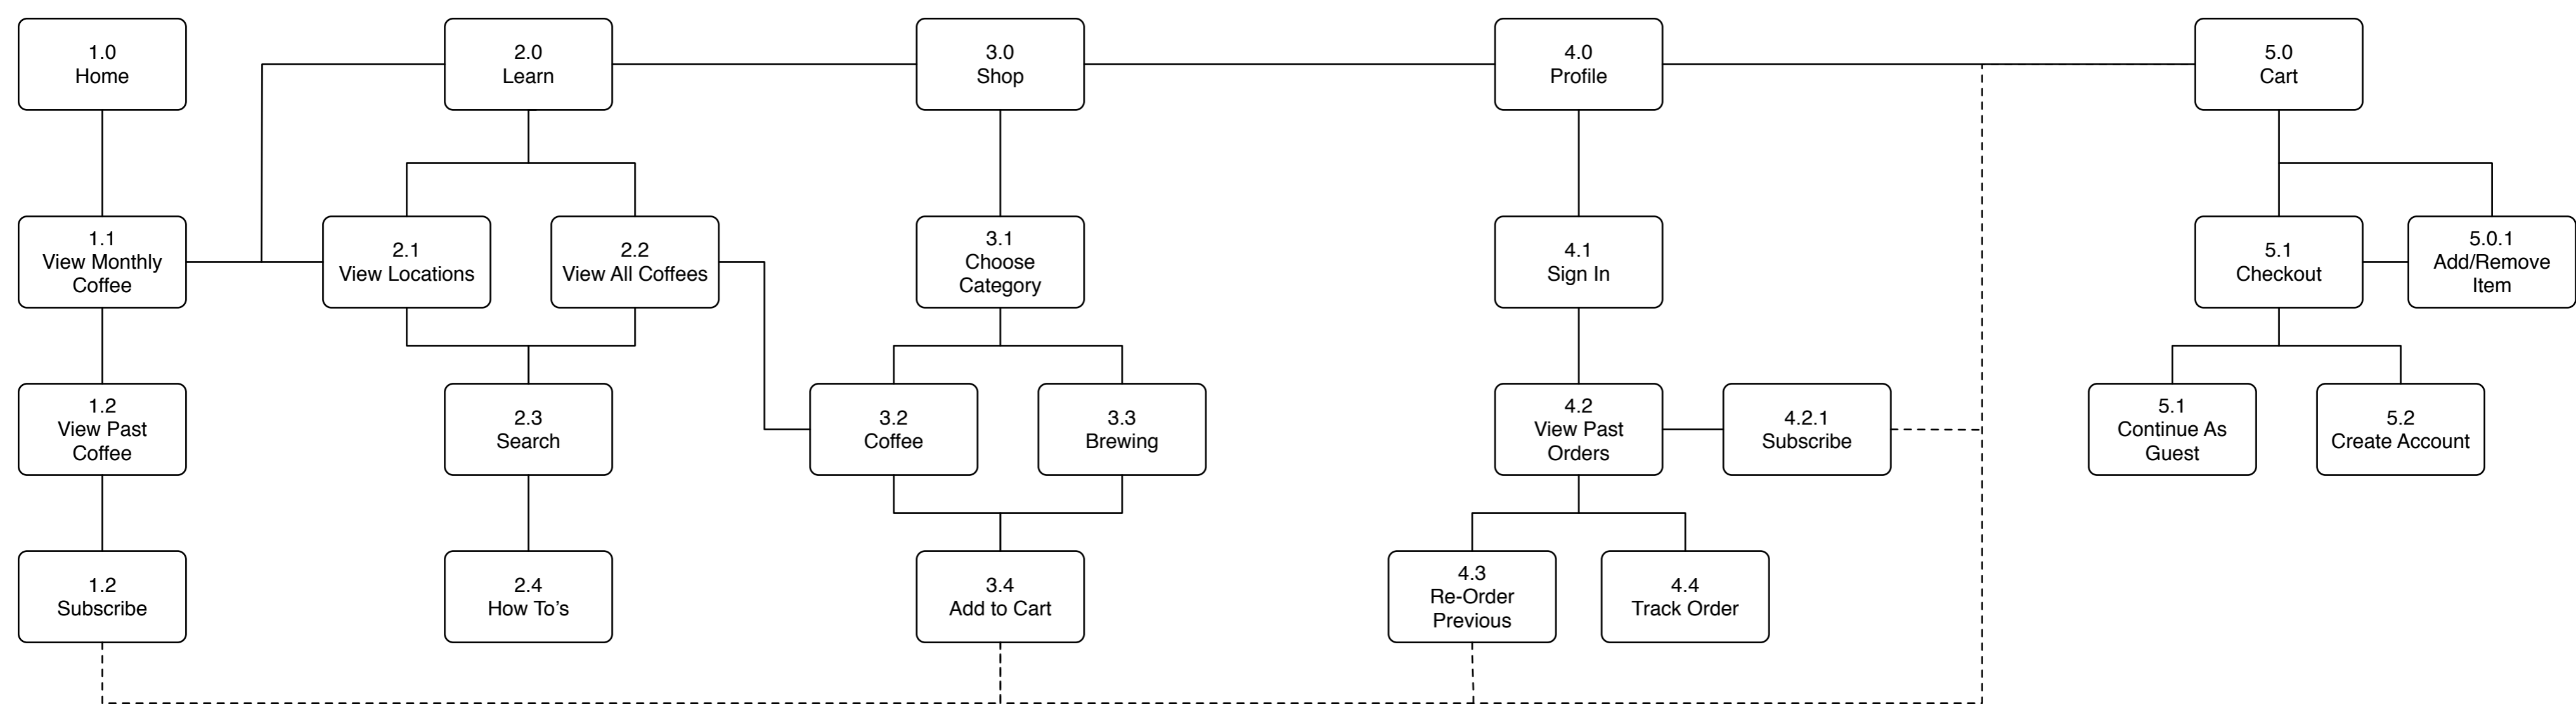 1.0
Home
2.0
Learn
3.0
Shop
4.0
Profile
5.0
Cart
1.1
View Monthly
Coffee
2.1
View Locations
2.2
View All Coffees
3.1
Choose
Category
4.1
Sign In
5.1
Checkout
5.0.1
Add/Remove
Item
1.2
View Past
Coffee
2.3
Search
3.2
Coffee
3.3
Brewing
4.2
View Past
Orders
4.2.1
Subscribe
5.1
Continue As
Guest
5.2
Create Account
1.2
Subscribe
2.4
How To’s
3.4
Add to Cart
4.3
Re-Order
Previous
4.4
Track Order